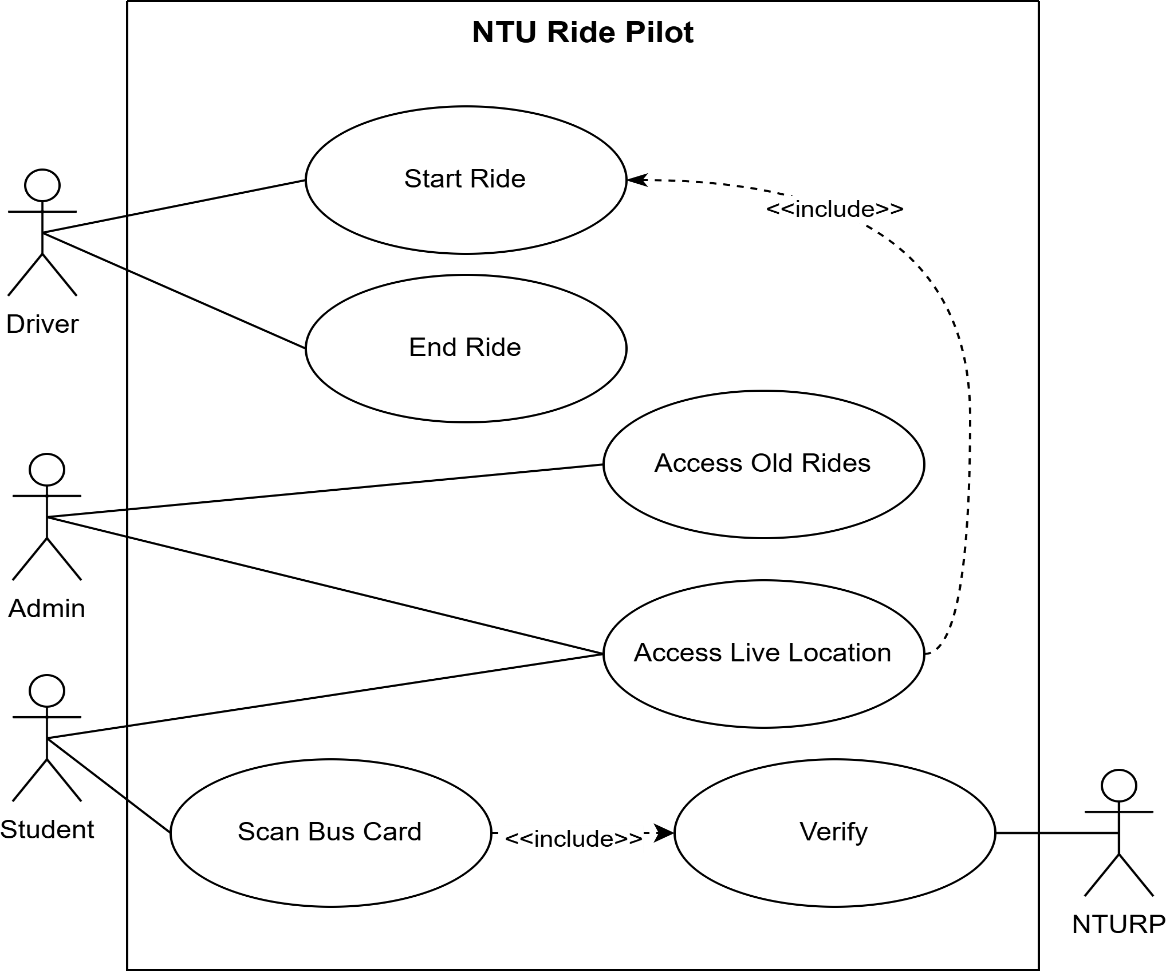 NTU Ride Pilot
Start Ride
<<include>>
Driver
End Ride
Access Old Rides
Admin
Access Live Location
Student
Scan Bus Card
<<include>>
Verify
NTURP